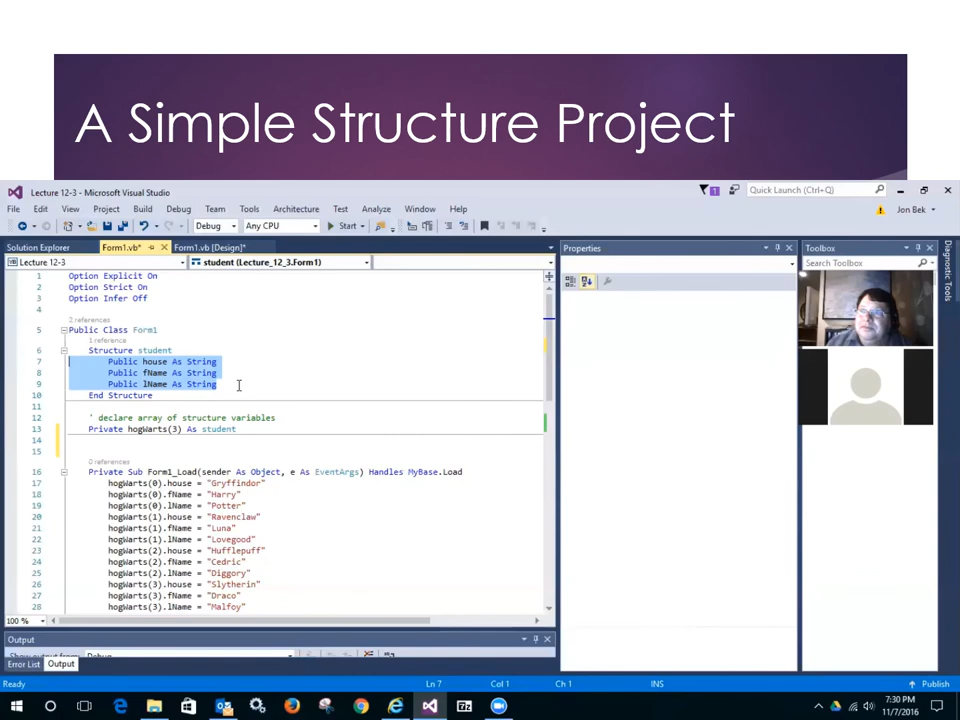 A Simple Structure Project
Lecture 12-3 - Microsoft Visual Studio
1
Quick Launch (Ctrl+Q)
File Edit View Project Build Debug Team Tools Architecture Test Analyze Window Help
Jon Bek
Debug Any CPU Start
Solution Explorer Form1.vb* Form1.vb [Design]*
Properties
Toolbox
Diagnostic Tools
Lecture 12-3 student (Lecture_12_3.Form1)
Search Toolbox
1 Option Explicit On
2 Option Strict On
3 Option Infer Off
4
2 references
5 Public Class Form1
1 reference
6 Structure student
7 Public house As String
8 Public fName As String
9 Public lName As String
10 End Structure
11
12 ' declare array of structure variables
13 Private hogWarts(3) As student
14
15
0 references
16 Private Sub Form1_Load(sender As Object, e As EventArgs) Handles MyBase.Load
17 hogWarts(0).house = "Gryffindor"
18 hogWarts(0).fName = "Harry"
19 hogWarts(0).lName = "Potter"
20 hogWarts(1).house = "Ravenclaw"
21 hogWarts(1).fName = "Luna"
22 hogWarts(1).lName = "Lovegood"
23 hogWarts(2).house = "Hufflepuff"
24 hogWarts(2).fName = "Cedric"
25 hogWarts(2).lName = "Diggory"
26 hogWarts(3).house = "Slytherin"
27 hogWarts(3).fName = "Draco"
28 hogWarts(3).lName = "Malfoy"
100 %
Output
Show output from: Debug
Error List Output
Ready Ln 7 Col 1 Ch 1 INS Publish
7:30 PM
11/7/2016